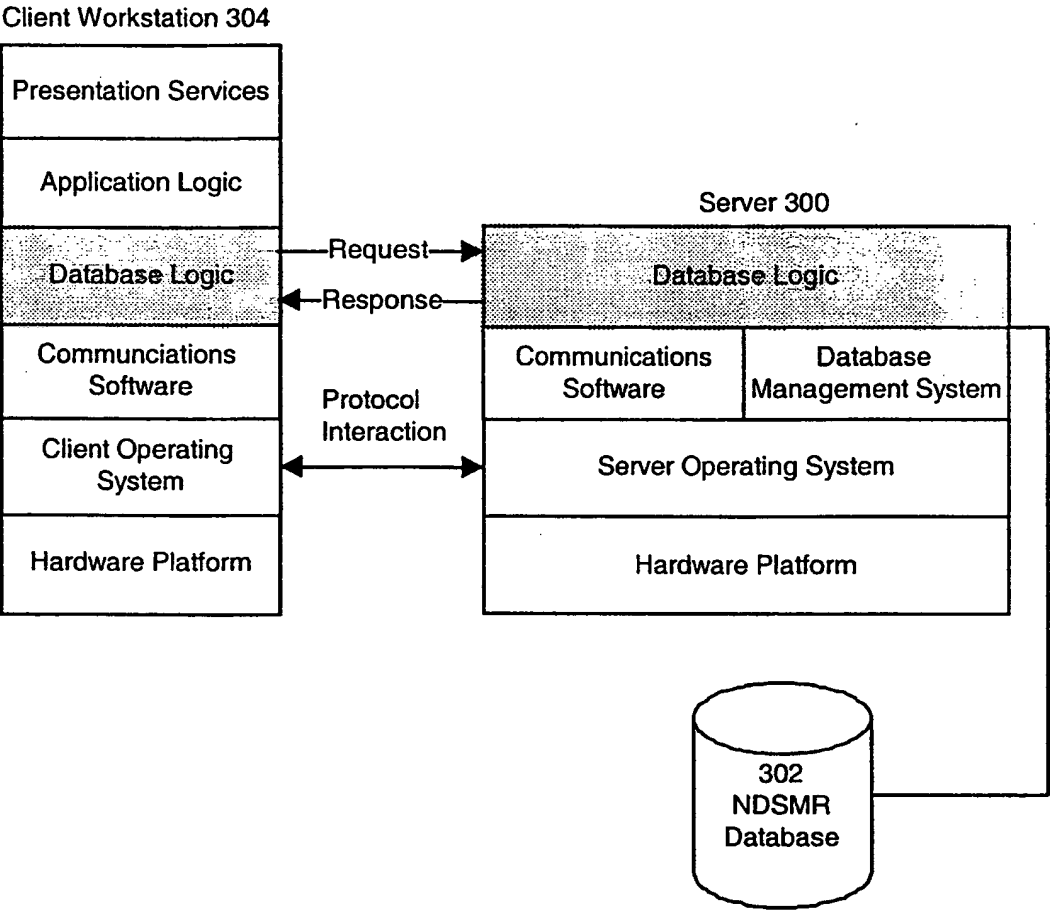 Client Workstation 304
Presentation Services
Application Logic
Database Logic
Communciations
Software
Client Operating
System
Hardware Platform
Request
Response
Protocol
Interaction
Server 300
Database Logic
Communications
Software
Database
Management System
Server Operating System
Hardware Platform
302
NDSMR
Database